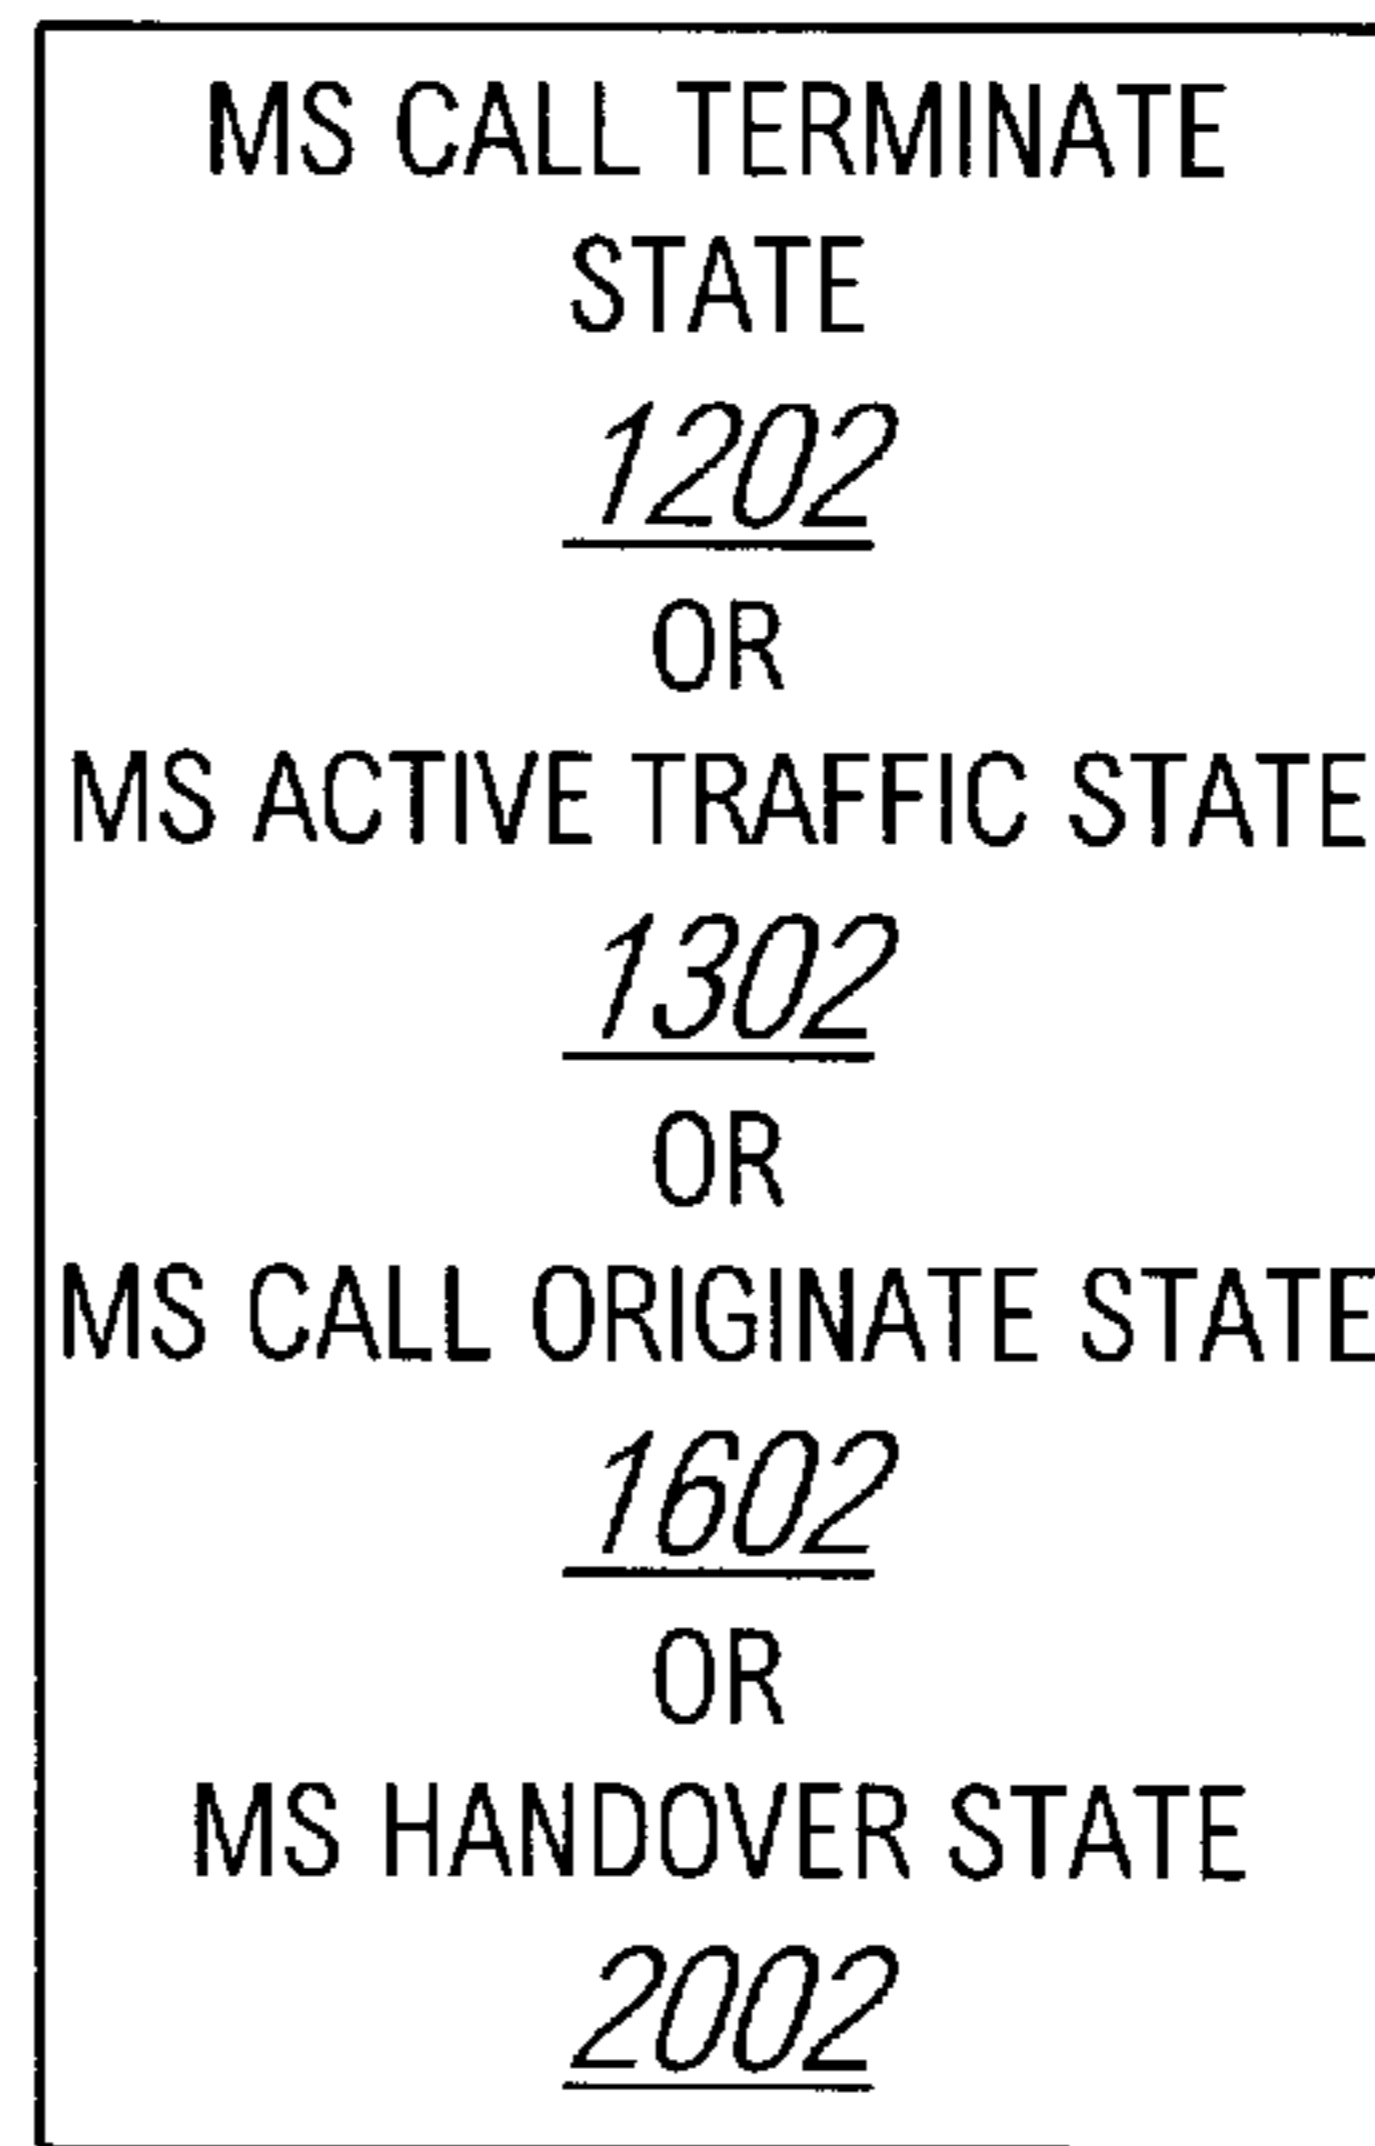 MS CALL TERMINATE
STATE
1202
OR
MS ACTIVE TRAFFIC STATE
1302
OR
MS CALL ORIGINATE STATE
1602
OR
MS HANDOVER STATE
2002